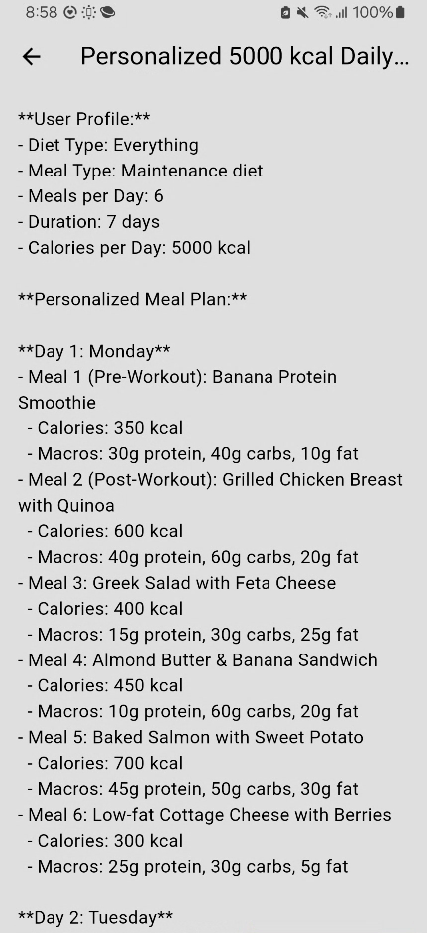 8:58 100%
Personalized 5000 kcal Daily...
**User Profile:**
- Diet Type: Everything
- Meal Type: Maintenance diet
- Meals per Day: 6
- Duration: 7 days
- Calories per Day: 5000 kcal
**Personalized Meal Plan:**
**Day 1: Monday**
- Meal 1 (Pre-Workout): Banana Protein
Smoothie
- Calories: 350 kcal
- Macros: 30g protein, 40g carbs, 10g fat
- Meal 2 (Post-Workout): Grilled Chicken Breast
with Quinoa
- Calories: 600 kcal
- Macros: 40g protein, 60g carbs, 20g fat
- Meal 3: Greek Salad with Feta Cheese
- Calories: 400 kcal
- Macros: 15g protein, 30g carbs, 25g fat
- Meal 4: Almond Butter & Banana Sandwich
- Calories: 450 kcal
- Macros: 10g protein, 60g carbs, 20g fat
- Meal 5: Baked Salmon with Sweet Potato
- Calories: 700 kcal
- Macros: 45g protein, 50g carbs, 30g fat
- Meal 6: Low-fat Cottage Cheese with Berries
- Calories: 300 kcal
- Macros: 25g protein, 30g carbs, 5g fat
**Day 2: Tuesday**